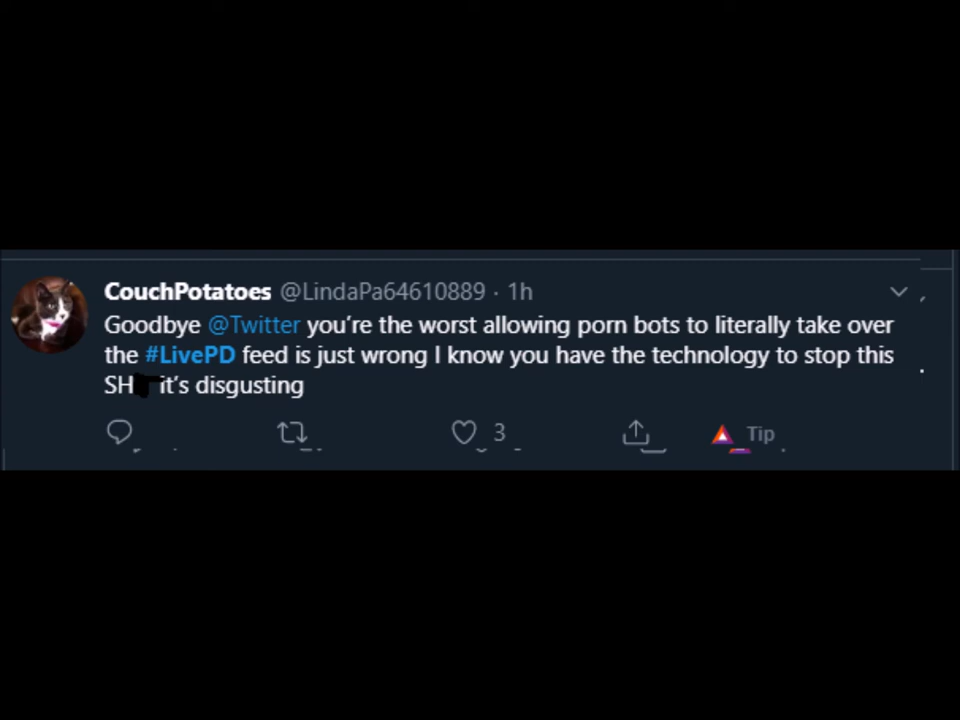 CouchPotatoes @LindaPa64610889 · 1h
Goodbye @Twitter you're the worst allowing porn bots to literally take over
the #LivePD feed is just wrong I know you have the technology to stop this
SH it's disgusting
3 Tip